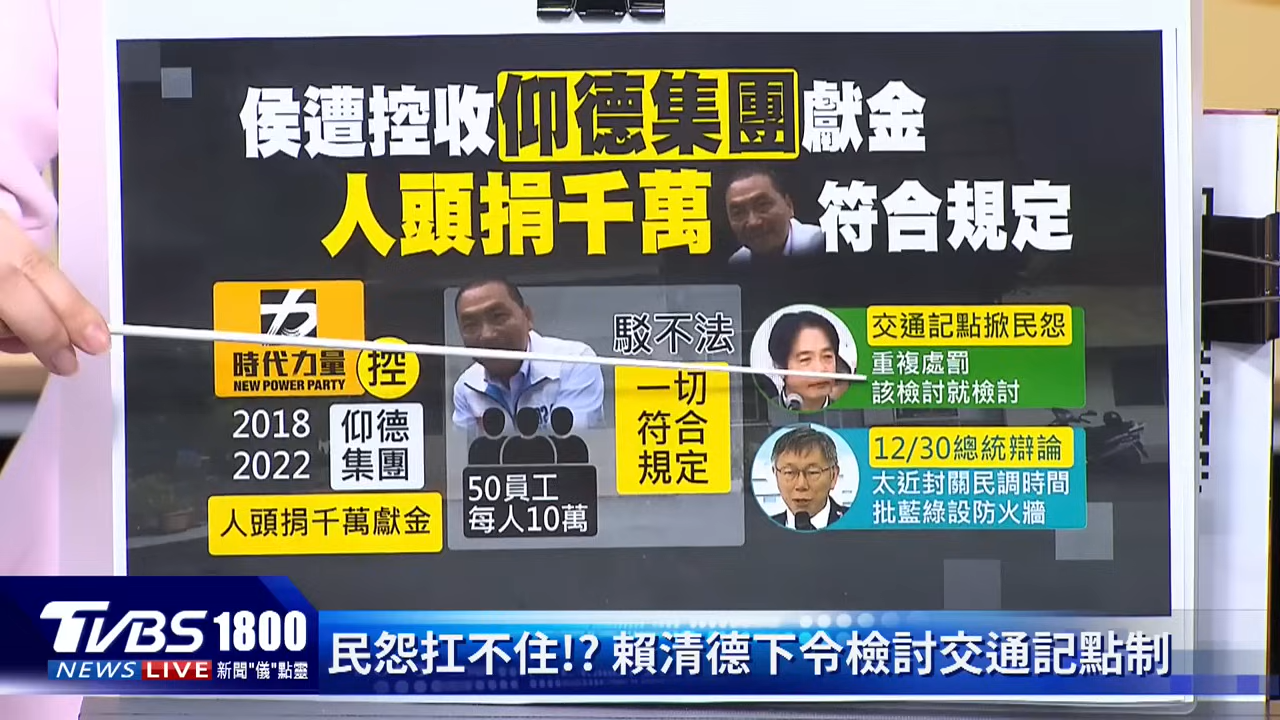 侯遭控收仰德集團獻金
人頭捐千萬 符合規定
時代力量
NEW POWER PARTY
控
2018
2022
仰德
集團
人頭捐千萬獻金
駁不法
一切
符合
規定
50員工
每人10萬
交通記點掀民怨
重複處罰
該檢討就檢討
12/30總統辯論
太近封關民調時間
批藍綠設防火牆
TVBS 1800
NEWS LIVE 新聞"儀"點靈
民怨扛不住!? 賴清德下令檢討交通記點制